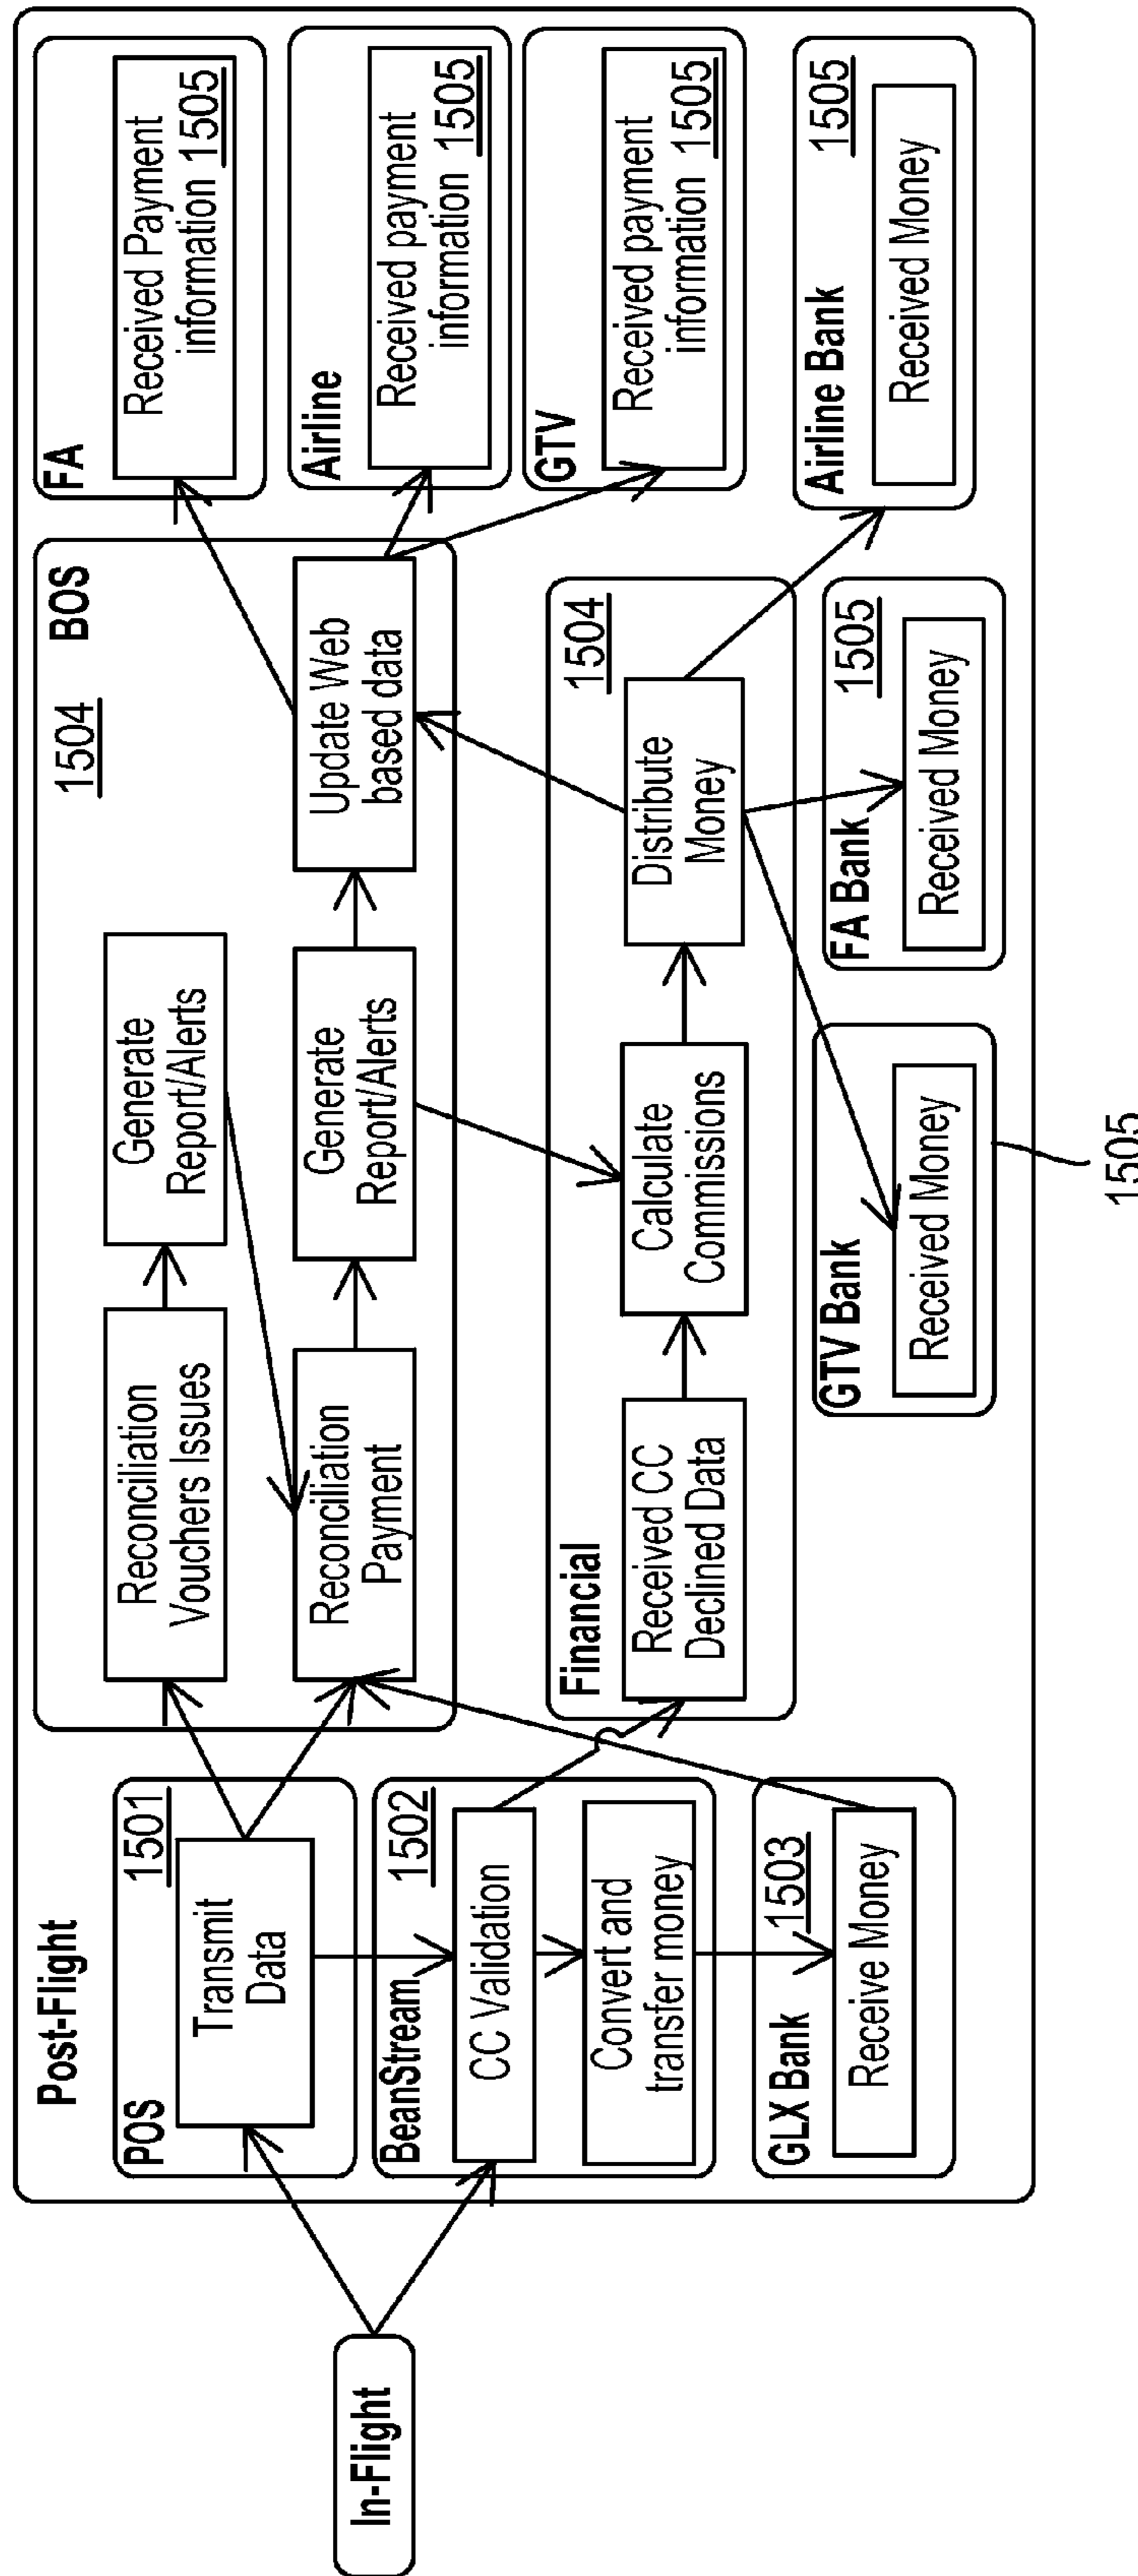 In-Flight
Post-Flight
POS
1501
Transmit
Data
BeanStream
1502
CC Validation
Convert and
transfer money
GLX Bank
1503
Receive Money
BOS
1504
Reconciliation
Vouchers Issues
Generate
Report/Alerts
Reconciliation
Payment
Generate
Report/Alerts
Update Web
based data
Financial
1504
Received CC
Declined Data
Calculate
Commissions
Distribute
Money
GTV Bank
Received Money
1505
FA Bank
1505
Received Money
FA
Received Payment
information 1505
Airline
Received payment
information 1505
GTV
Received payment
information 1505
Airline Bank
1505
Received Money